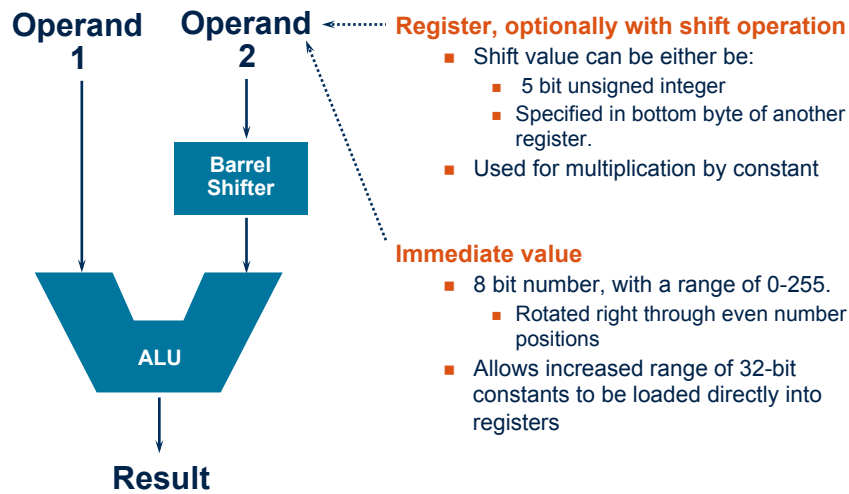 Operand
1
Operand
2
Register, optionally with shift operation
Shift value can be either be:
5 bit unsigned integer
Specified in bottom byte of another
register.
Used for multiplication by constant
Barrel
Shifter
Immediate value
8 bit number, with a range of 0-255.
Rotated right through even number
positions
Allows increased range of 32-bit
constants to be loaded directly into
registers
ALU
Result